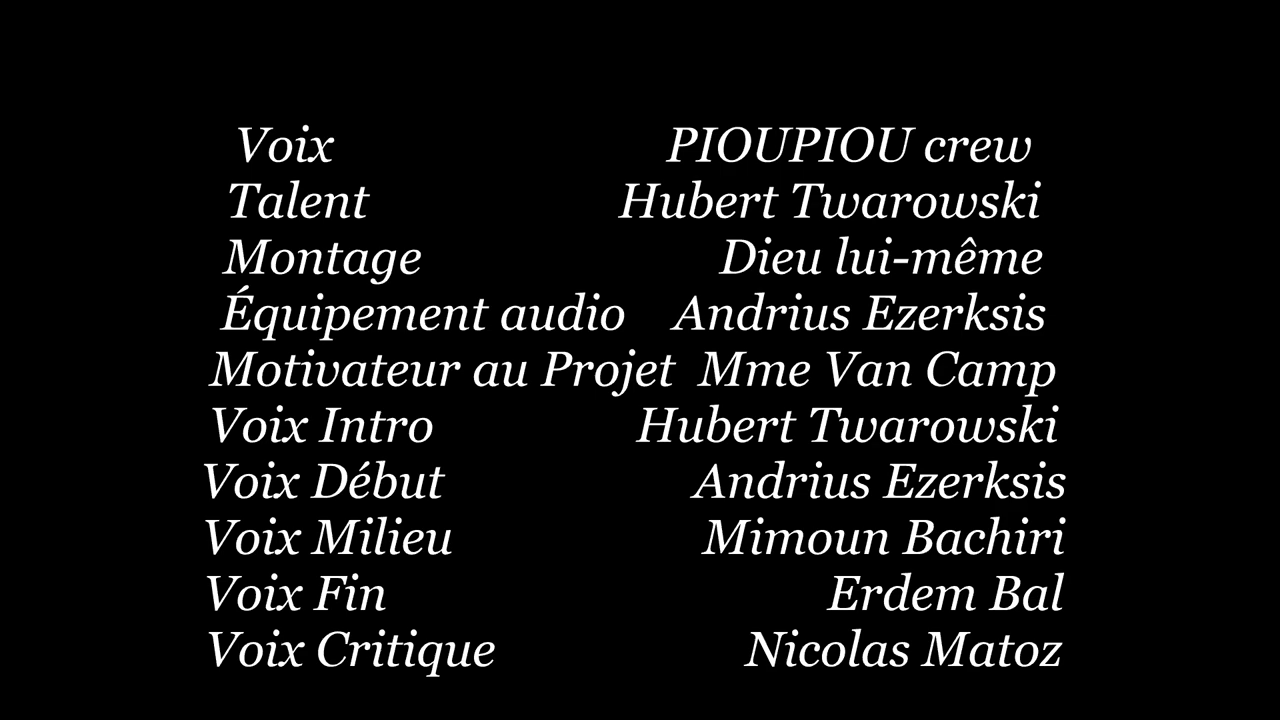 Voix PIOUPIOU crew
Talent Hubert Twarowski
Montage Dieu lui-même
Équipement audio Andrius Ezerksis
Motivateur au Projet Mme Van Camp
Voix Intro Hubert Twarowski
Voix Début Andrius Ezerksis
Voix Milieu Mimoun Bachiri
Voix Fin Erdem Bal
Voix Critique Nicolas Matoz